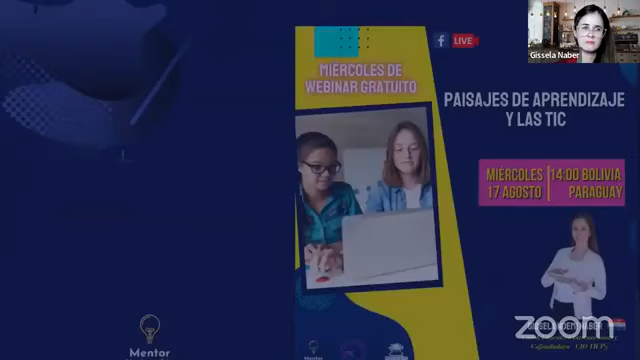 LIVE
Gissela Naber
MIÉRCOLES DE
WEBINAR GRATUITO
PAISAJES DE APRENDIZAJE
Y LAS TIC
MIÉRCOLES
17 AGOSTO
14:00 BOLIVIA
PARAGUAY
zoom
Mentor